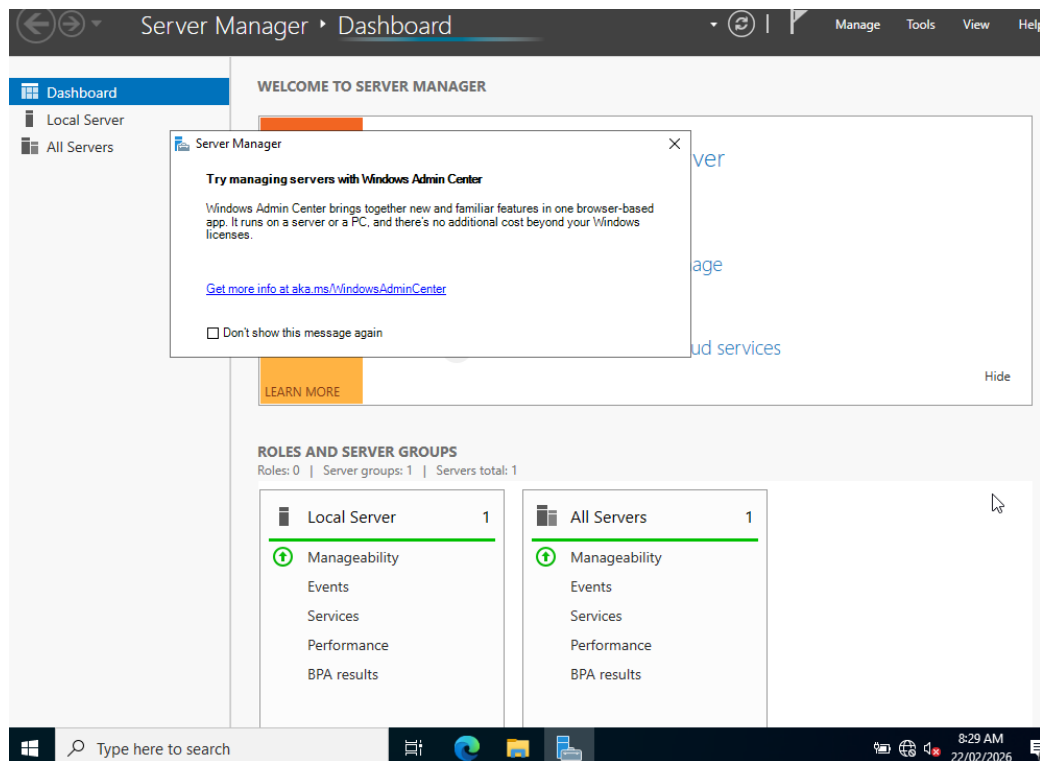 Server Manager ‣ Dashboard
Manage Tools View Help
Dashboard
Local Server
All Servers
WELCOME TO SERVER MANAGER
Server Manager
Try managing servers with Windows Admin Center
Windows Admin Center brings together new and familiar features in one browser-based
app. It runs on a server or a PC, and there's no additional cost beyond your Windows
licenses.
Get more info at aka.ms/WindowsAdminCenter
Don't show this message again
ver
age
ud services
Hide
LEARN MORE
ROLES AND SERVER GROUPS
Roles: 0 | Server groups: 1 | Servers total: 1
Local Server 1
Manageability
Events
Services
Performance
BPA results
All Servers 1
Manageability
Events
Services
Performance
BPA results
Type here to search
8:29 AM
22/02/2026